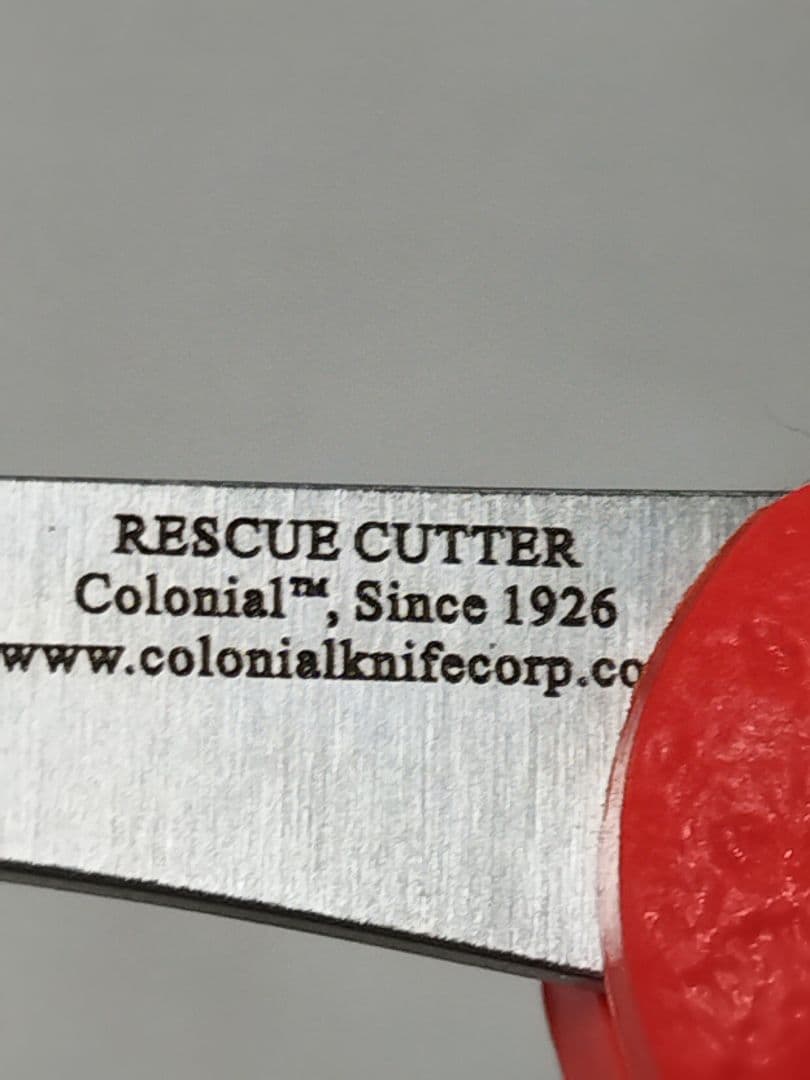 RESCUE CUTTER
Colonial™, Since 1926
www.colonialknifecorp.co